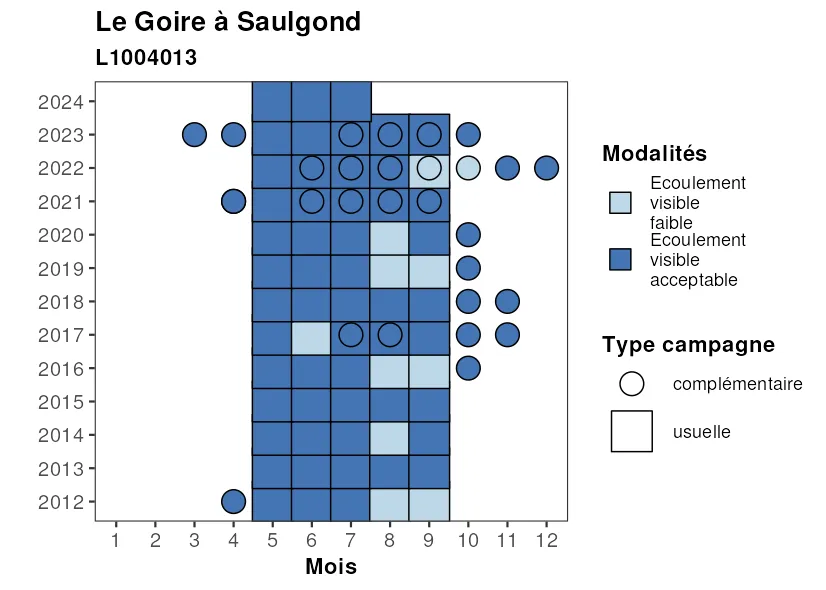 Le Goire à Saulgond
L1004013
2024
2023
2022
2021
2020
2019
2018
2017
2016
2015
2014
2013
2012
1 2 3 4 5 6 7 8 9 10 11 12
Mois
Modalités
Ecoulement
visible
faible
Ecoulement
visible
acceptable
Type campagne
complémentaire
usuelle